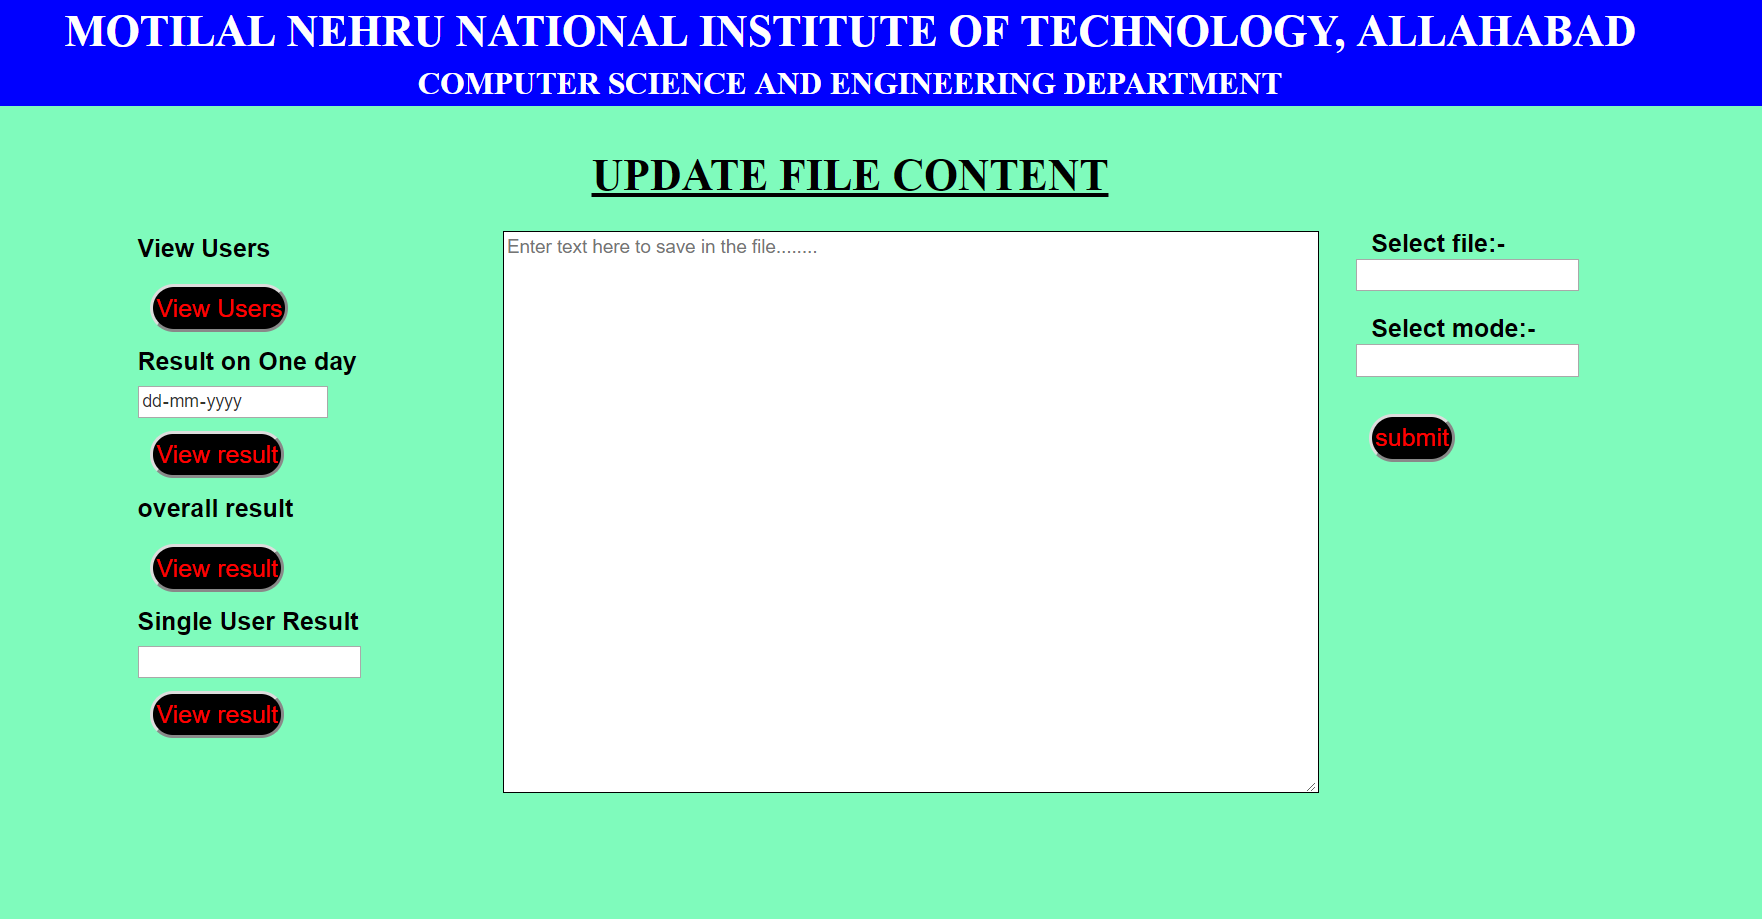 MOTILAL NEHRU NATIONAL INSTITUTE OF TECHNOLOGY, ALLAHABAD
COMPUTER SCIENCE AND ENGINEERING DEPARTMENT
UPDATE FILE CONTENT
View Users
View Users
Result on One day
dd-mm-yyyy
View result
overall result
View result
Single User Result
View result
Enter text here to save in the file........
Select file:-
Select mode:-
submit